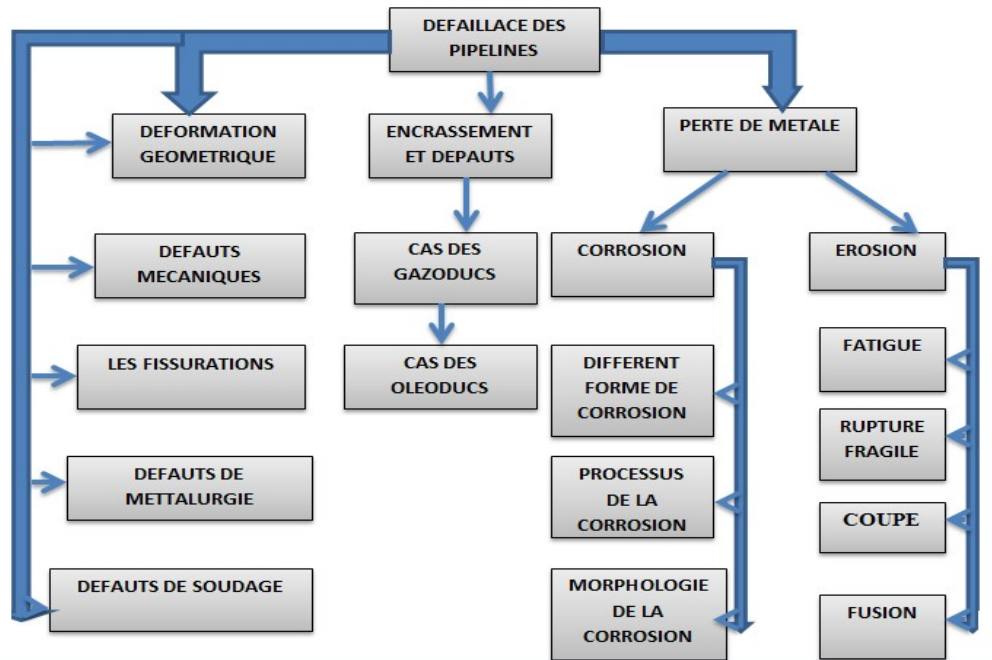 DEFAILLACE DES
PIPELINES
DEFORMATION
GEOMETRIQUE
ENCRASSEMENT
ET DEPAUTS
PERTE DE METALE
DEFAUTS
MECANIQUES
CAS DES
GAZODUCS
CORROSION
EROSION
LES FISSURATIONS
CAS DES
OLEODUCS
DIFFERENT
FORME DE
CORROSION
FATIGUE
RUPTURE
FRAGILE
DEFAUTS DE
METTALURGIE
PROCESSUS
DE LA
CORROSION
COUPE
DEFAUTS DE SOUDAGE
MORPHOLOGIE
DE LA
CORROSION
FUSION